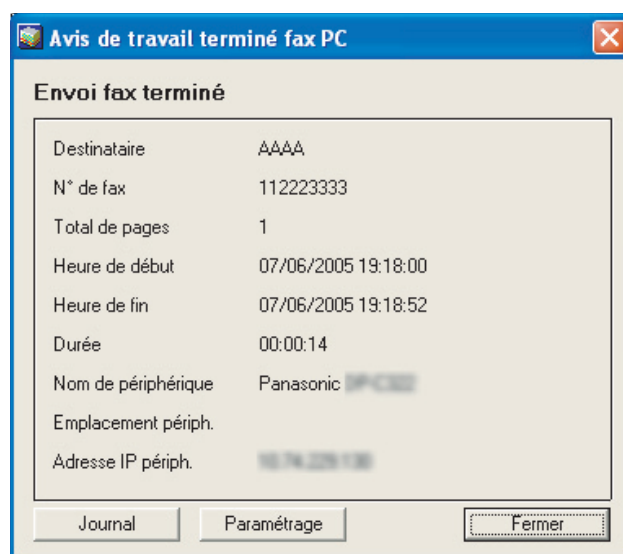 Avis de travail terminé fax PC
Envoi fax terminé
Destinataire AAAA
N° de fax 112223333
Total de pages 1
Heure de début 07/06/2005 19:18:00
Heure de fin 07/06/2005 19:18:52
Durée 00:00:14
Nom de périphérique Panasonic
Emplacement périph.
Adresse IP périph.
Journal Paramétrage Fermer